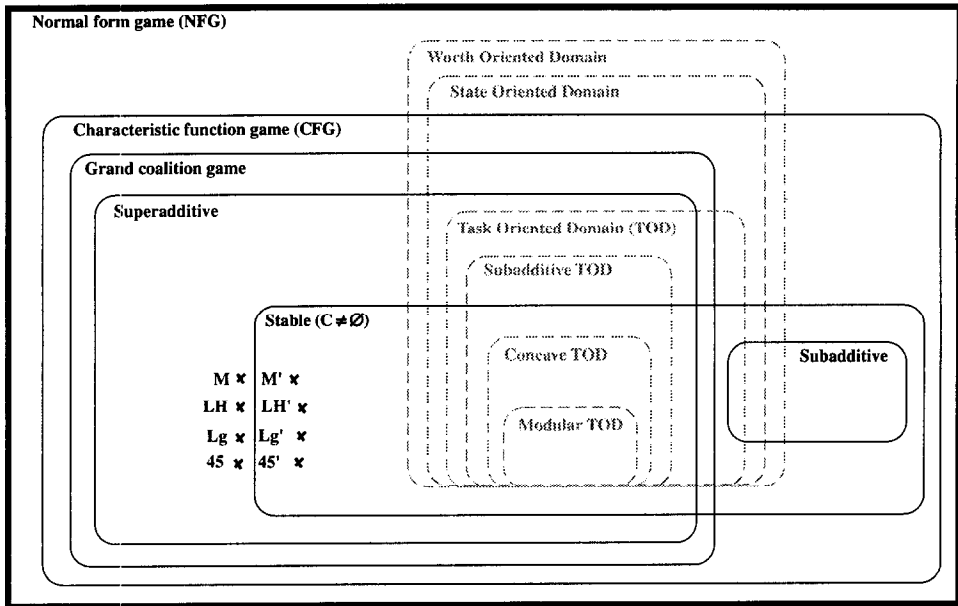 Normal form game (NFG)
Worth Oriented Domain
State Oriented Domain
Characteristic function game (CFG)
Grand coalition game
Superadditive
Task Oriented Domain (TOD)
Subadditive TOD
Stable (C ≠ Ø)
Concave TOD
Subadditive
M × M' ×
LH × LH' ×
Lg × Lg' ×
45 × 45' ×
Modular TOD